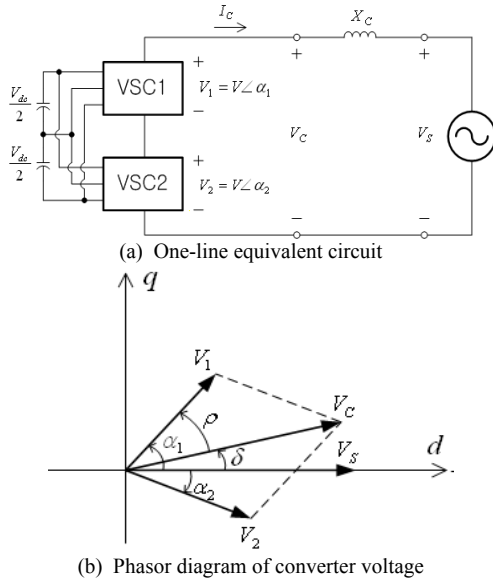 I_C
X_C
V_dc/2
V_dc/2
VSC1
+
V_1 = V∠α_1
−
VSC2
+
V_2 = V∠α_2
−
+
V_C
−
+
V_S
−
(a) One-line equivalent circuit
q
V_1
V_C
ρ
α_1
δ
V_S
d
α_2
V_2
(b) Phasor diagram of converter voltage